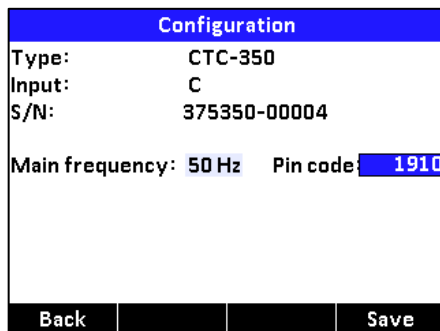 Configuration
Type: CTC-350
Input: C
S/N: 375350-00004
Main frequency: 50 Hz Pin code: 1910
Back Save